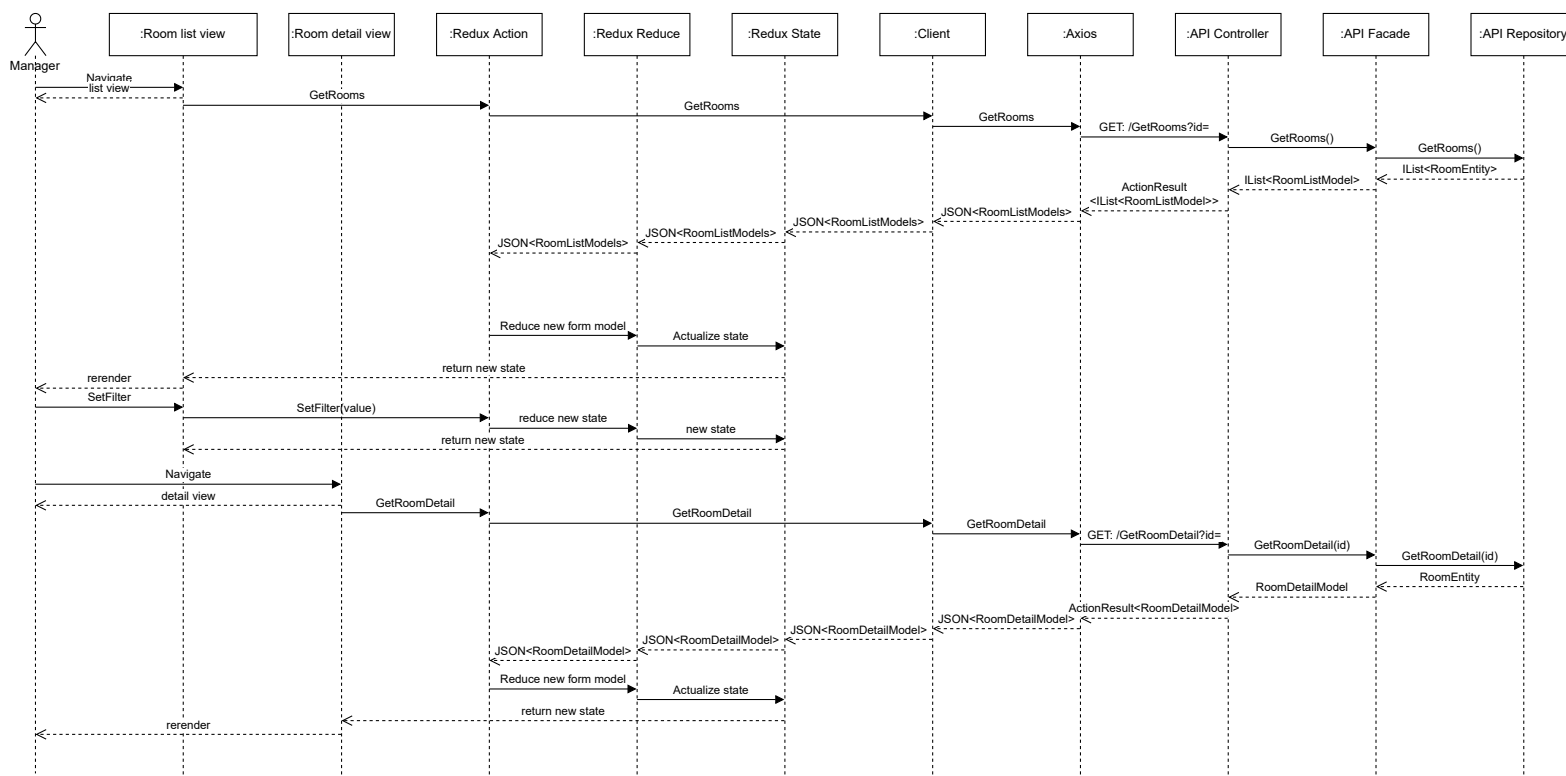 :Room list view
:Room detail view
:Redux Action
:Redux Reduce
:Redux State
:Client
:Axios
:API Controller
:API Facade
:API Repository
Manager
Navigate
list view
GetRooms
GetRooms
GetRooms
GET: /GetRooms?id=
GetRooms()
GetRooms()
IList<RoomEntity>
IList<RoomListModel>
ActionResult
<IList<RoomListModel>>
JSON<RoomListModels>
JSON<RoomListModels>
JSON<RoomListModels>
JSON<RoomListModels>
Reduce new form model
Actualize state
return new state
rerender
SetFilter
SetFilter(value)
reduce new state
new state
return new state
Navigate
detail view
GetRoomDetail
GetRoomDetail
GetRoomDetail
GET: /GetRoomDetail?id=
GetRoomDetail(id)
GetRoomDetail(id)
RoomEntity
RoomDetailModel
ActionResult<RoomDetailModel>
JSON<RoomDetailModel>
JSON<RoomDetailModel>
JSON<RoomDetailModel>
JSON<RoomDetailModel>
Reduce new form model
Actualize state
return new state
rerender